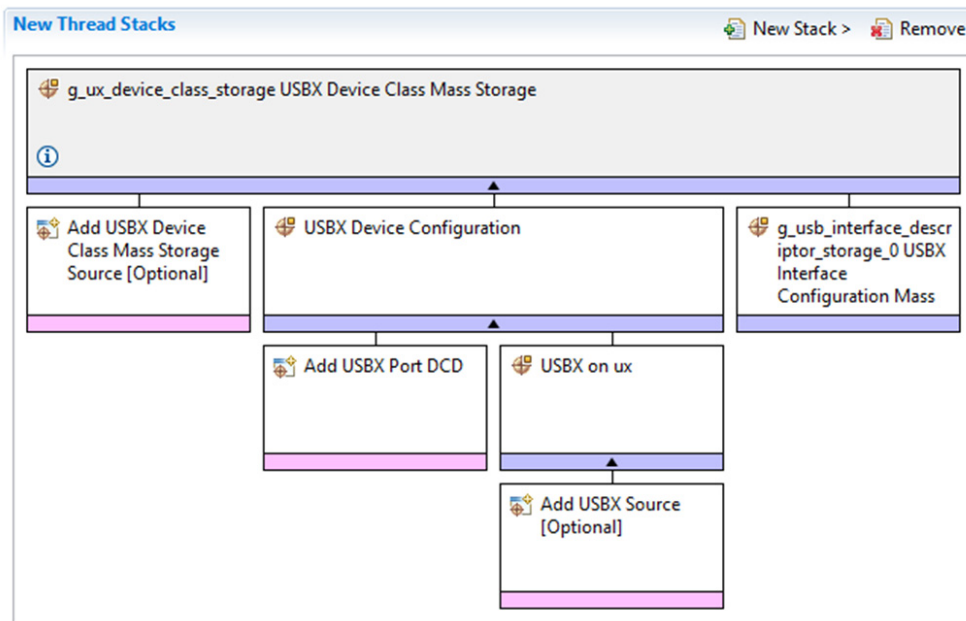 New Thread Stacks
New Stack >
Remove
g_ux_device_class_storage USBX Device Class Mass Storage
Add USBX Device
Class Mass Storage
Source [Optional]
USBX Device Configuration
g_usb_interface_descr
iptor_storage_0 USBX
Interface
Configuration Mass
Add USBX Port DCD
USBX on ux
Add USBX Source
[Optional]